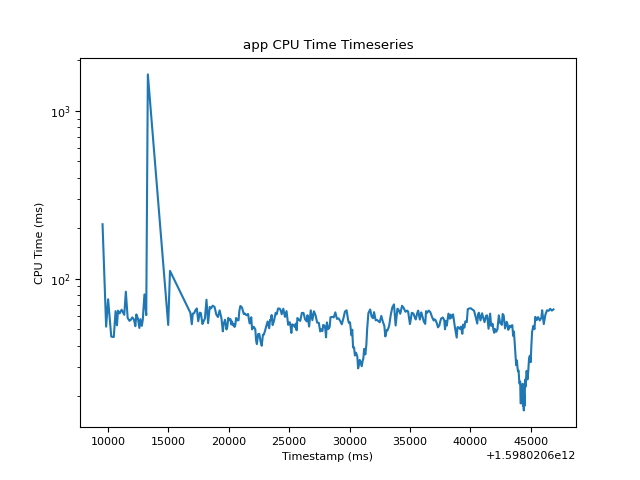 app CPU Time Timeseries
10³
10²
CPU Time (ms)
10000 15000 20000 25000 30000 35000 40000 45000
Timestamp (ms)
+1.5980206e12